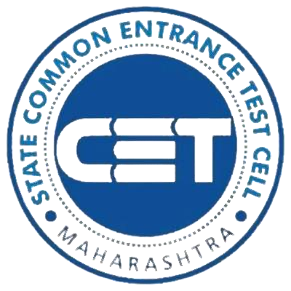 STATE COMMON ENTRANCE TEST CELL
CET
MAHARASHTRA